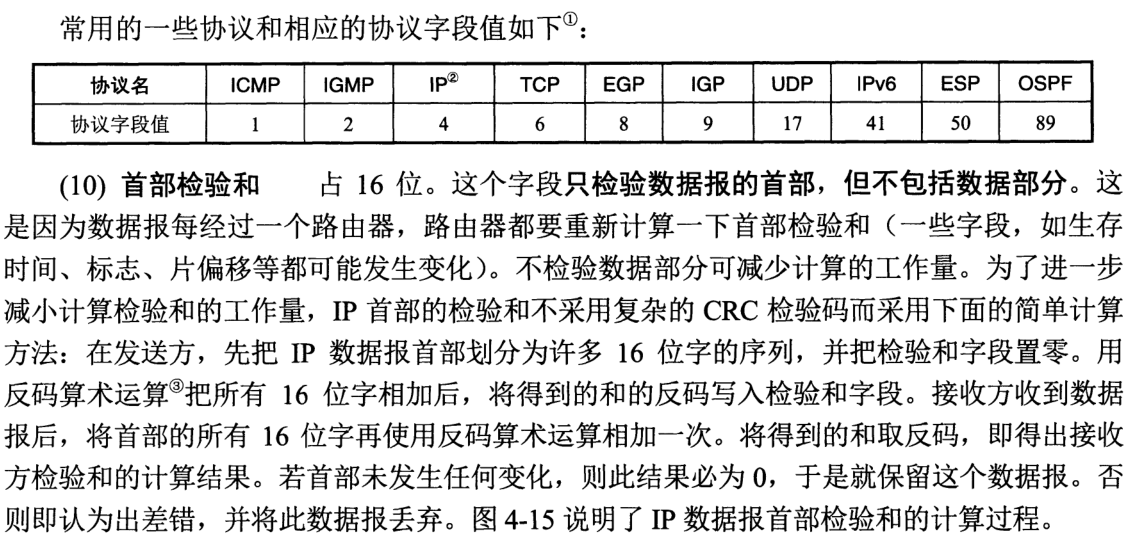 常用的一些协议和相应的协议字段值如下①：
协议名 ICMP IGMP IP② TCP EGP IGP UDP IPv6 ESP OSPF
协议字段值 1 2 4 6 8 9 17 41 50 89
(10) 首部检验和 占 16 位。这个字段只检验数据报的首部，但不包括数据部分。这
是因为数据报每经过一个路由器，路由器都要重新计算一下首部检验和（一些字段，如生存
时间、标志、片偏移等都可能发生变化）。不检验数据部分可减少计算的工作量。为了进一步
减小计算检验和的工作量，IP 首部的检验和不采用复杂的 CRC 检验码而采用下面的简单计算
方法：在发送方，先把 IP 数据报首部划分为许多 16 位字的序列，并把检验和字段置零。用
反码算术运算③把所有 16 位字相加后，将得到的和的反码写入检验和字段。接收方收到数据
报后，将首部的所有 16 位字再使用反码算术运算相加一次。将得到的和取反码，即得出接收
方检验和的计算结果。若首部未发生任何变化，则此结果必为 0，于是就保留这个数据报。否
则即认为出差错，并将此数据报丢弃。图 4-15 说明了 IP 数据报首部检验和的计算过程。